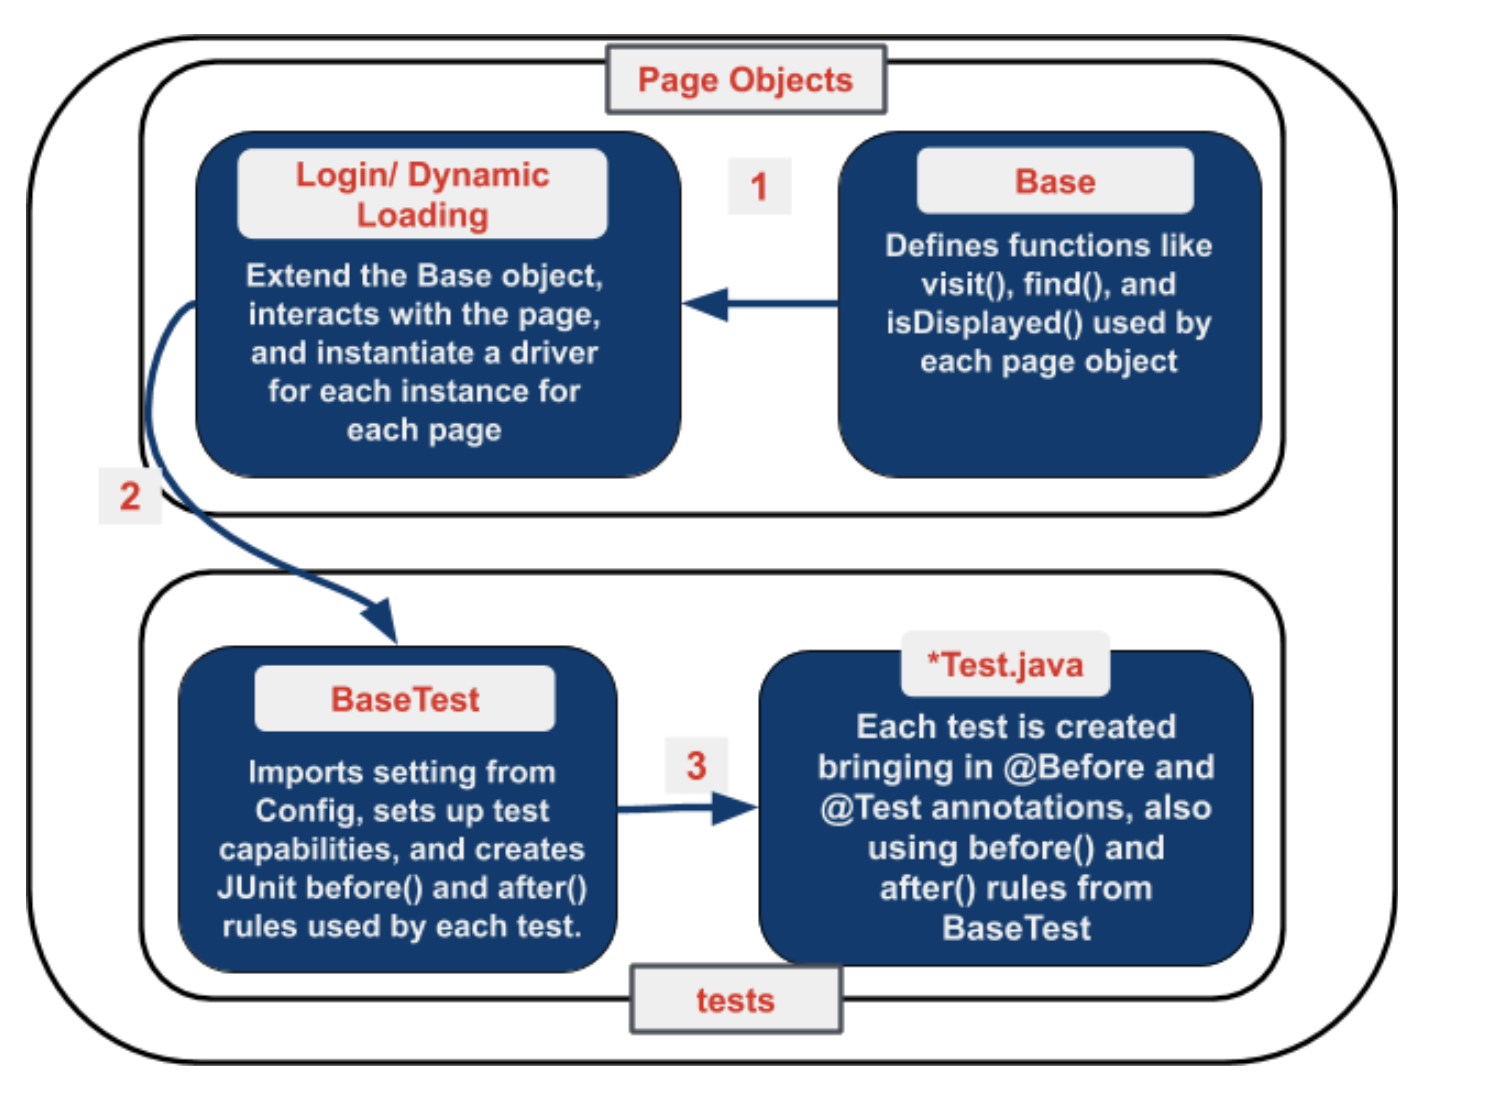 Page Objects
Login/ Dynamic
Loading
Extend the Base object,
interacts with the page,
and instantiate a driver
for each instance for
each page
1
Base
Defines functions like
visit(), find(), and
isDisplayed() used by
each page object
2
BaseTest
Imports setting from
Config, sets up test
capabilities, and creates
JUnit before() and after()
rules used by each test.
3
*Test.java
Each test is created
bringing in @Before and
@Test annotations, also
using before() and
after() rules from
BaseTest
tests